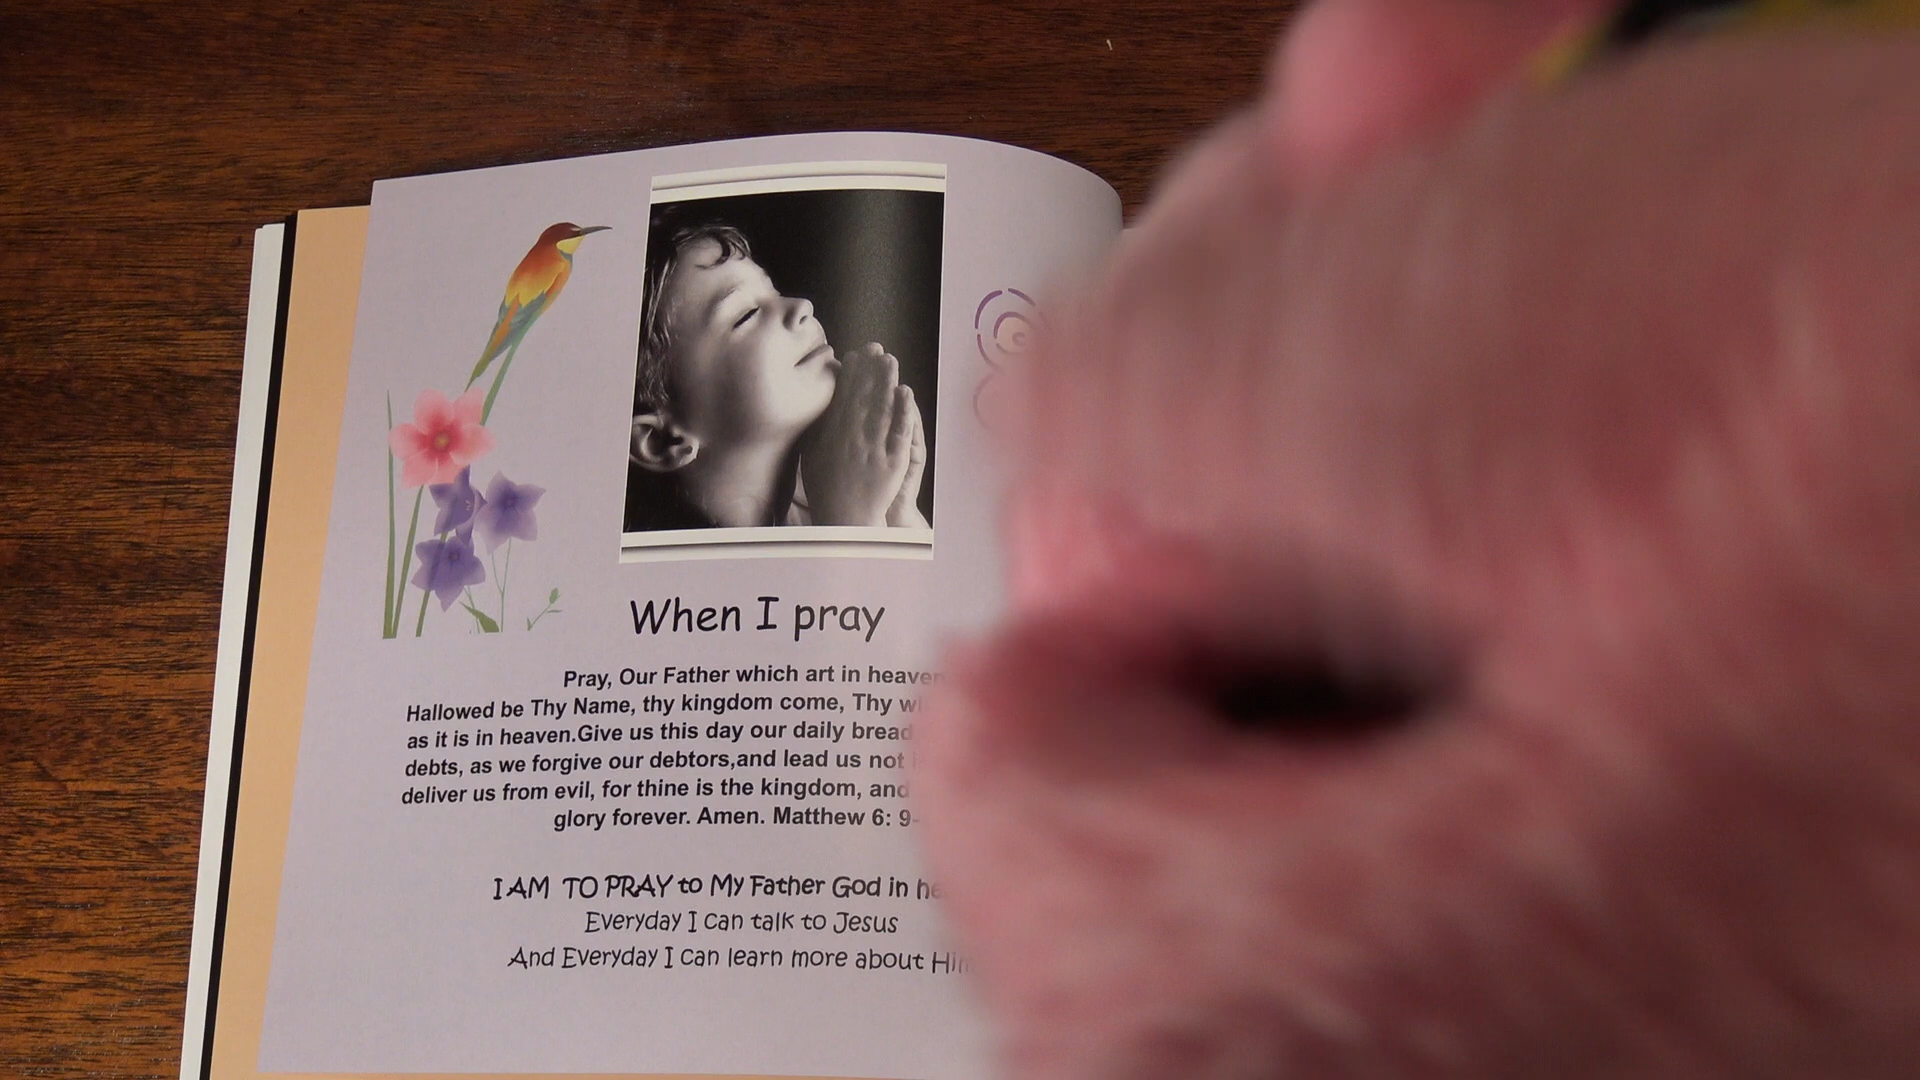 When I pray
Pray, Our Father which art in heaven
Hallowed be Thy Name, thy kingdom come, Thy
as it is in heaven.Give us this day our daily bread
debts, as we forgive our debtors,and lead us not
deliver us from evil, for thine is the kingdom, and
glory forever. Amen. Matthew 6: 9-
I AM TO PRAY to My Father God in
Everyday I can talk to Jesus
And Everyday I can learn more about Him